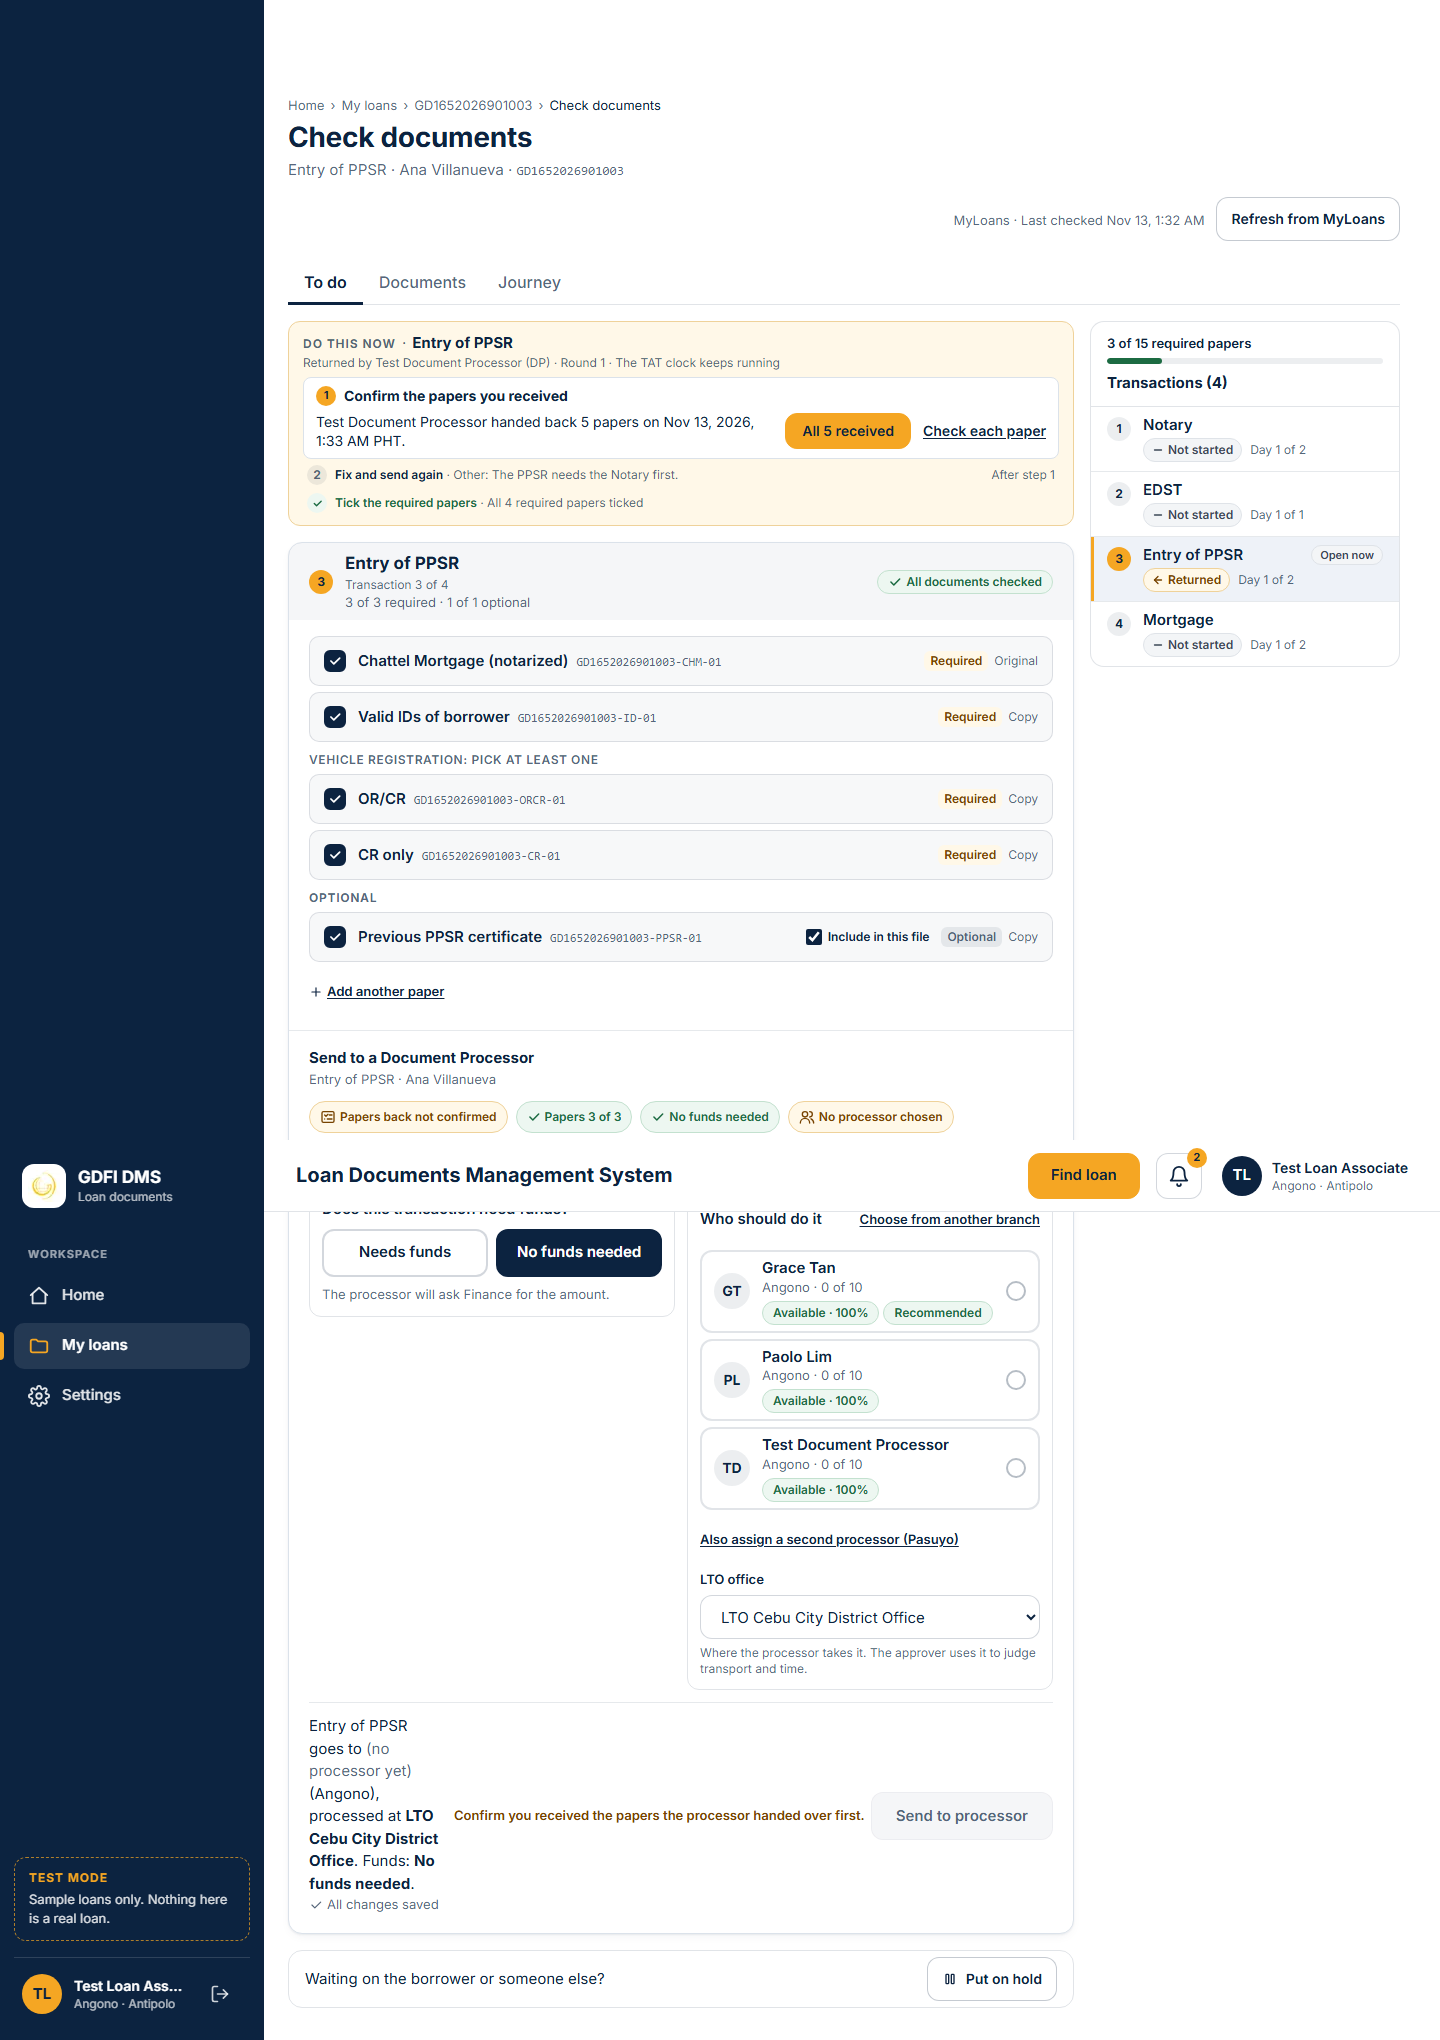 Home › My loans › GD1652026901003 › Check documents
Check documents
Entry of PPSR · Ana Villanueva · GD1652026901003
MyLoans · Last checked Nov 13, 1:32 AM
Refresh from MyLoans
To do
Documents
Journey
DO THIS NOW · Entry of PPSR
Returned by Test Document Processor (DP) · Round 1 · The TAT clock keeps running
1 Confirm the papers you received
Test Document Processor handed back 5 papers on Nov 13, 2026,
1:33 AM PHT.
All 5 received
Check each paper
2 Fix and send again · Other: The PPSR needs the Notary first.
After step 1
Tick the required papers · All 4 required papers ticked
3 of 15 required papers
Transactions (4)
1 Notary
Not started Day 1 of 2
2 EDST
Not started Day 1 of 1
3 Entry of PPSR Open now
Returned Day 1 of 2
4 Mortgage
Not started Day 1 of 2
Entry of PPSR
3 Transaction 3 of 4
3 of 3 required · 1 of 1 optional
All documents checked
Chattel Mortgage (notarized) GD1652026901003-CHM-01 Required Original
Valid IDs of borrower GD1652026901003-ID-01 Required Copy
VEHICLE REGISTRATION: PICK AT LEAST ONE
OR/CR GD1652026901003-ORCR-01 Required Copy
CR only GD1652026901003-CR-01 Required Copy
OPTIONAL
Previous PPSR certificate GD1652026901003-PPSR-01 Include in this file Optional Copy
+ Add another paper
Send to a Document Processor
Entry of PPSR · Ana Villanueva
Papers back not confirmed
Papers 3 of 3
No funds needed
No processor chosen
GDFI DMS
Loan documents
Loan Documents Management System
Find loan
2
TL
Test Loan Associate
Angono · Antipolo
WORKSPACE
Home
My loans
Settings
Does this transaction need funds?
Needs funds
No funds needed
The processor will ask Finance for the amount.
Who should do it
Choose from another branch
GT
Grace Tan
Angono · 0 of 10
Available · 100% Recommended
PL
Paolo Lim
Angono · 0 of 10
Available · 100%
TD
Test Document Processor
Angono · 0 of 10
Available · 100%
Also assign a second processor (Pasuyo)
LTO office
LTO Cebu City District Office
Where the processor takes it. The approver uses it to judge
transport and time.
Entry of PPSR
goes to (no
processor yet)
(Angono),
processed at LTO
Cebu City District
Office. Funds: No
funds needed.
All changes saved
Confirm you received the papers the processor handed over first.
Send to processor
Waiting on the borrower or someone else?
Put on hold
TEST MODE
Sample loans only. Nothing here
is a real loan.
TL
Test Loan Ass...
Angono · Antipolo